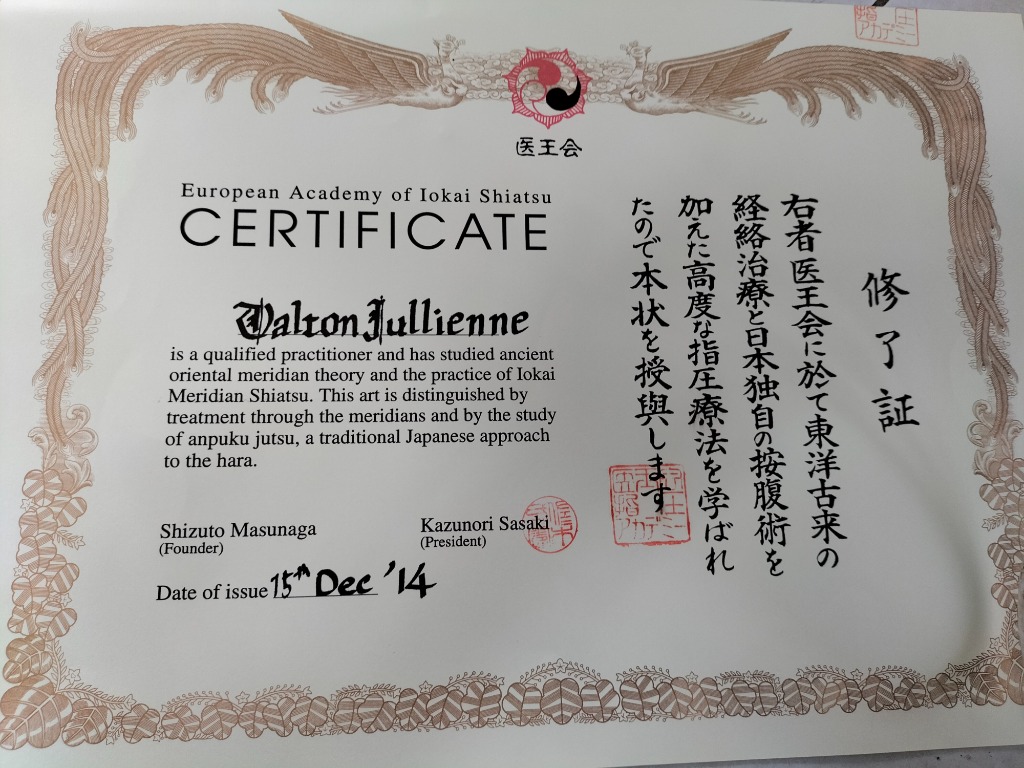 医王会
European Academy of Iokai Shiatsu
CERTIFICATE
Walton Jullienne
is a qualified practitioner and has studied ancient
oriental meridian theory and the practice of Iokai
Meridian Shiatsu. This art is distinguished by
treatment through the meridians and by the study
of anpuku jutsu, a traditional Japanese approach
to the hara.
Shizuto Masunaga
(Founder)
Kazunori Sasaki
(President)
Date of issue 15th Dec '14
修了証
右者医王会に於て東洋古来の
経絡治療と日本独自の按腹術を
加えた高度な指圧療法を学ばれ
たので本状を授與します